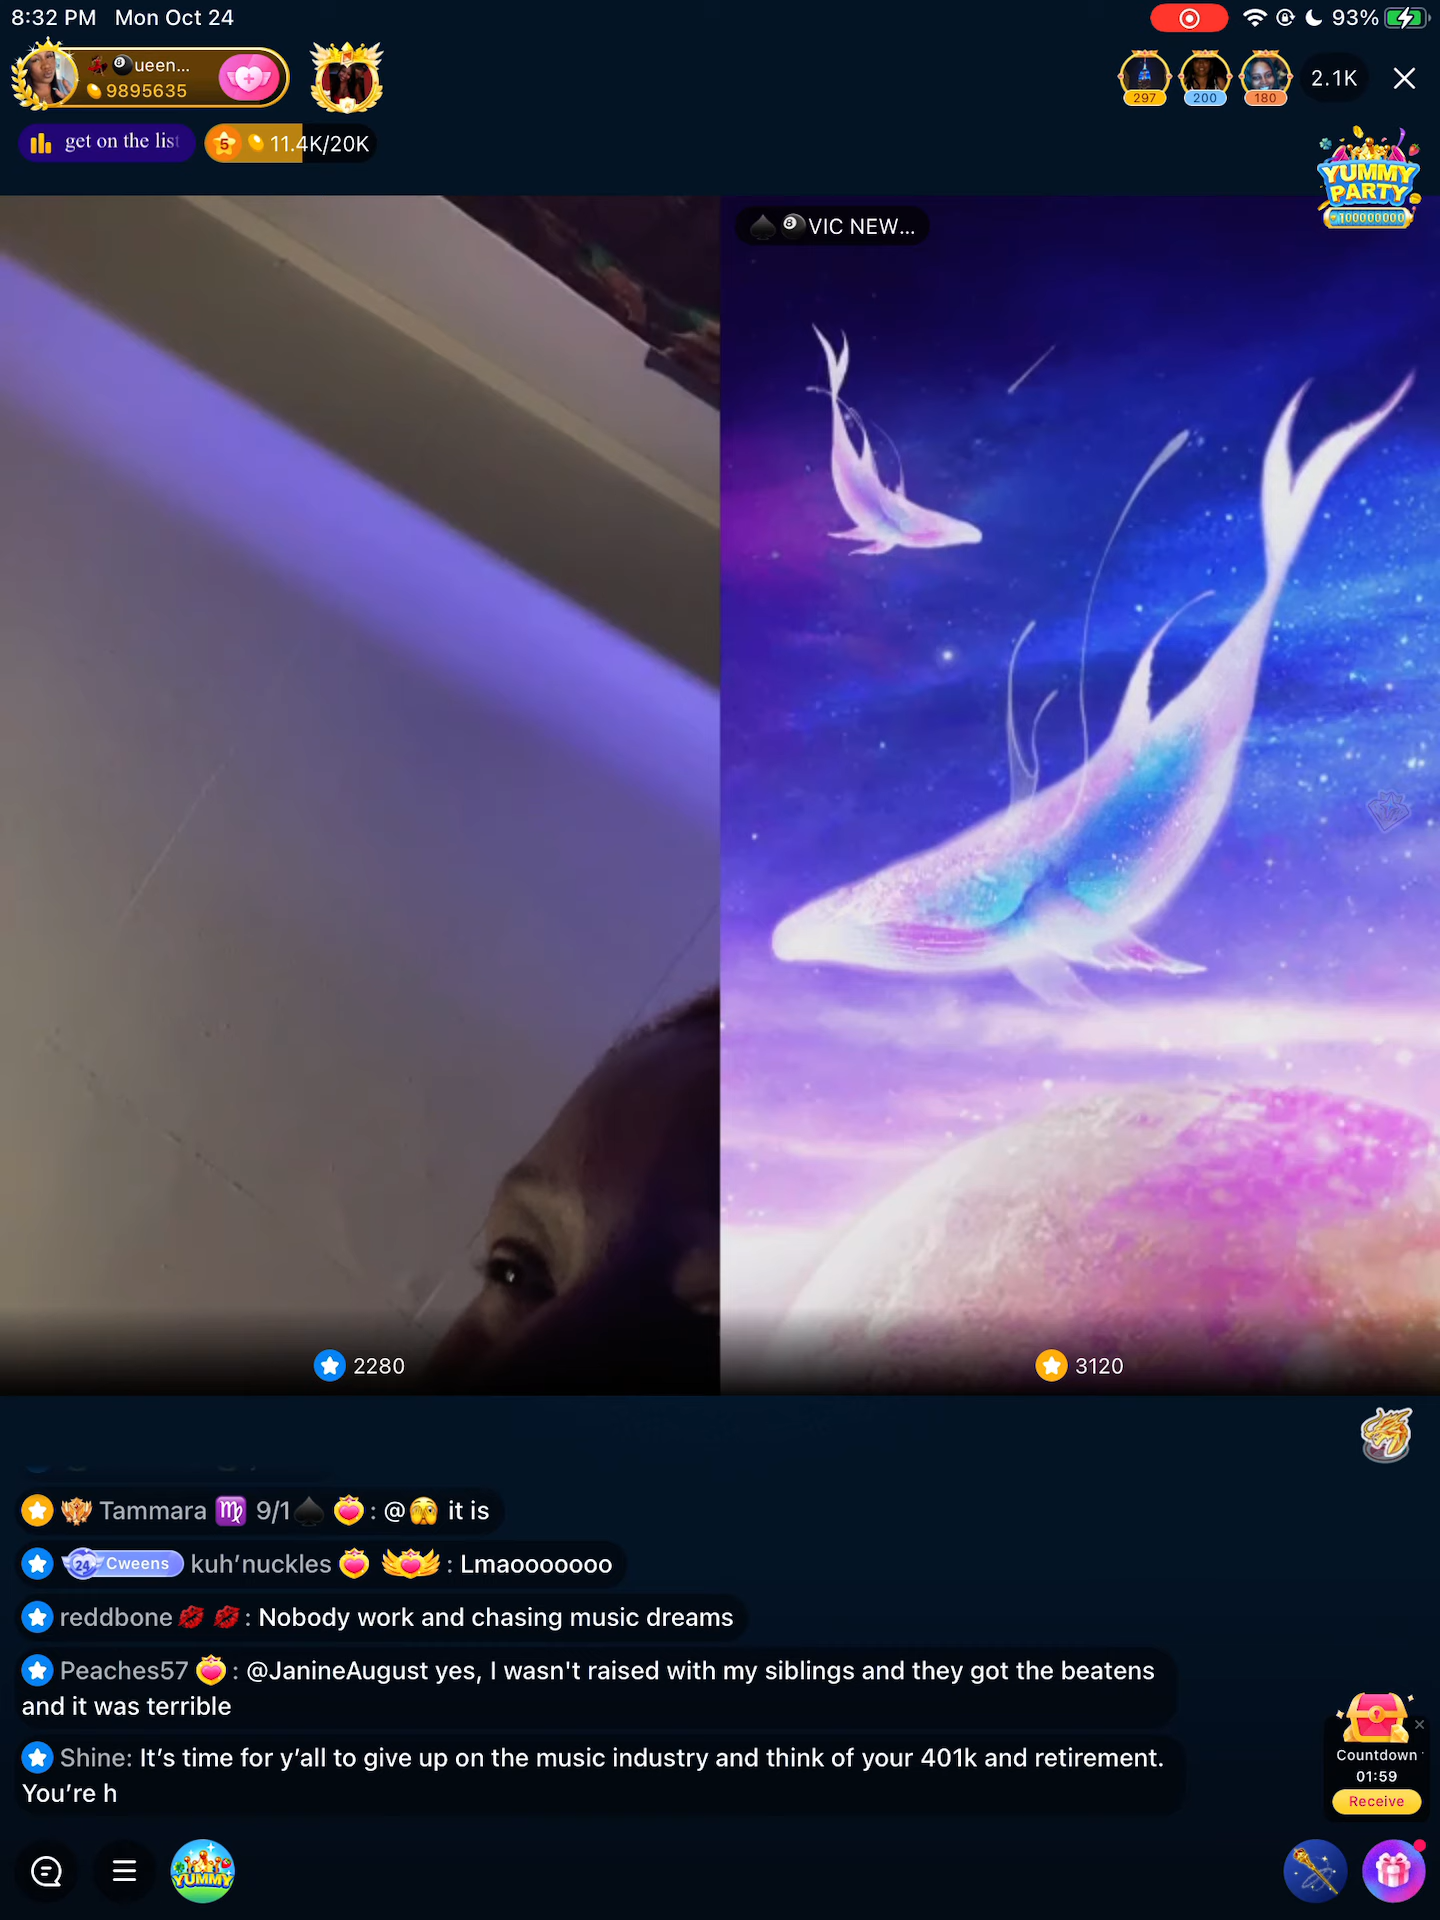 8:32 PM Mon Oct 24
93%
ueen...
9895635
297
200
180
2.1K
get on the list
5 11.4K/20K
YUMMY
PARTY
100000000
VIC NEW...
2280
3120
Tammara ♍ 9/1♠️ : @🫣 it is
24 Cweens kuh’nuckles : Lmaooooooo
reddbone💋 💋 : Nobody work and chasing music dreams
Peaches57 : @JanineAugust yes, I wasn't raised with my siblings and they got the beatens
and it was terrible
Shine: It’s time for y’all to give up on the music industry and think of your 401k and retirement.
You’re h
Countdown
01:59
Receive
YUMMY